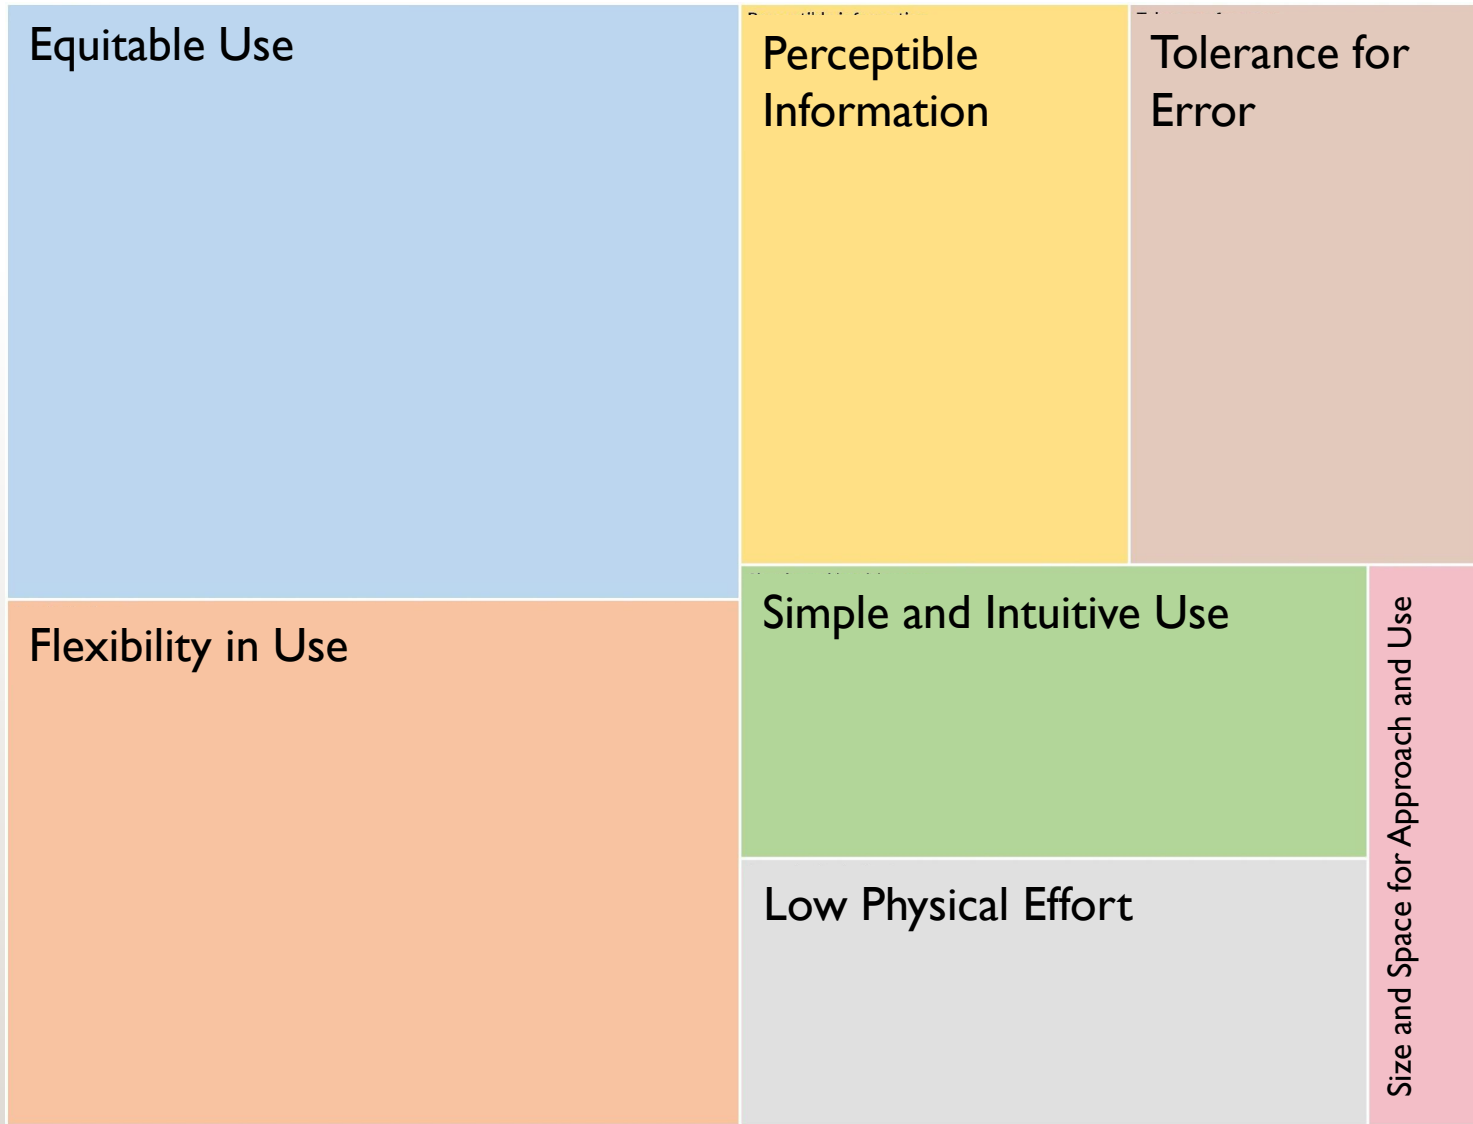 Equitable Use
Perceptible
Information
Tolerance for
Error
Flexibility in Use
Simple and Intuitive Use
Low Physical Effort
Size and Space for Approach and Use